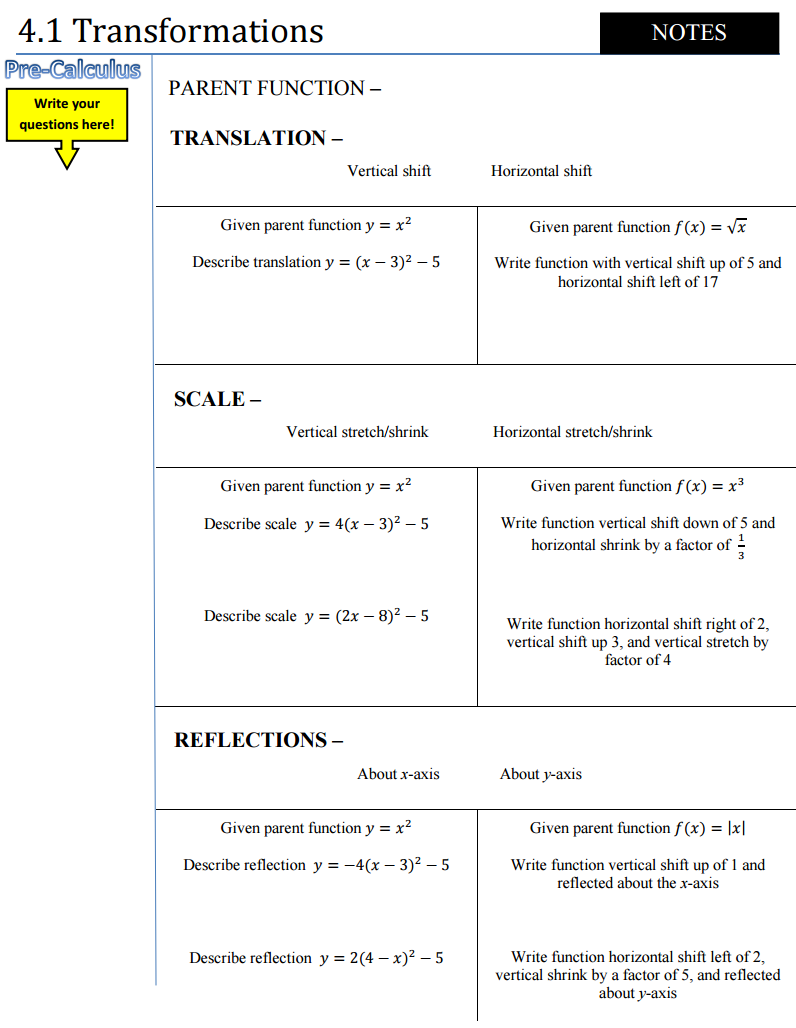 4.1 Transformations
NOTES
Pre-Calculus
Write your
questions here!
PARENT FUNCTION –
TRANSLATION –
Vertical shift
Horizontal shift
Given parent function y = x²
Describe translation y = (x − 3)² − 5
Given parent function f(x) = √x
Write function with vertical shift up of 5 and
horizontal shift left of 17
SCALE –
Vertical stretch/shrink
Horizontal stretch/shrink
Given parent function y = x²
Describe scale y = 4(x − 3)² − 5
Describe scale y = (2x − 8)² − 5
Given parent function f(x) = x³
Write function vertical shift down of 5 and
horizontal shrink by a factor of 1/3
Write function horizontal shift right of 2,
vertical shift up 3, and vertical stretch by
factor of 4
REFLECTIONS –
About x-axis
About y-axis
Given parent function y = x²
Describe reflection y = −4(x − 3)² − 5
Describe reflection y = 2(4 − x)² − 5
Given parent function f(x) = |x|
Write function vertical shift up of 1 and
reflected about the x-axis
Write function horizontal shift left of 2,
vertical shrink by a factor of 5, and reflected
about y-axis